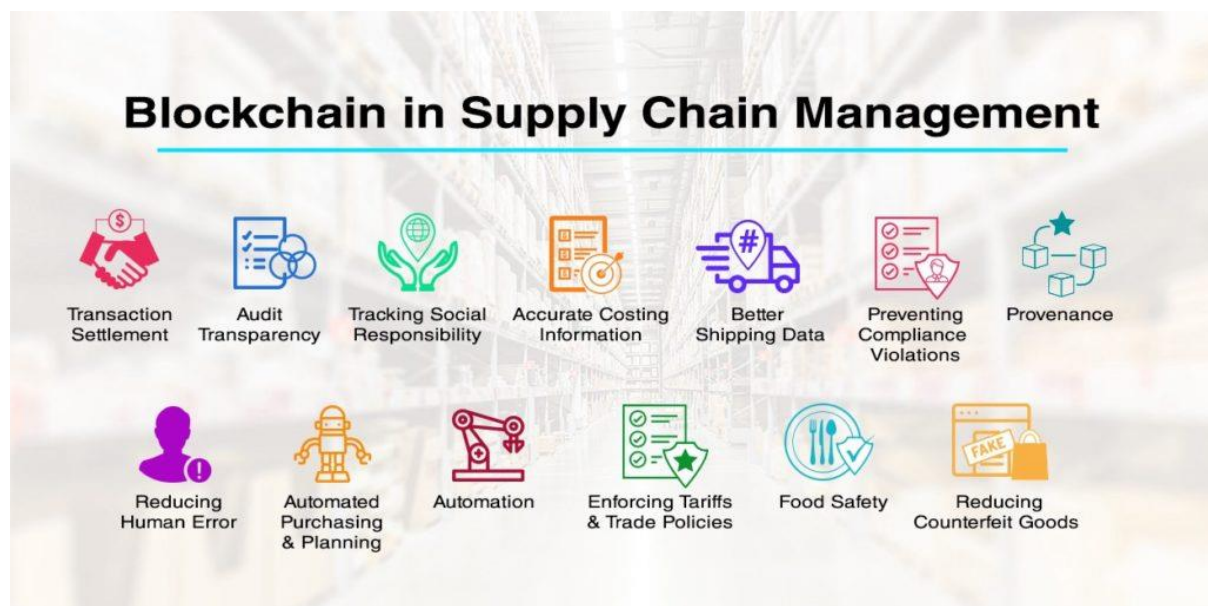 Blockchain in Supply Chain Management
$
#
Transaction
Settlement
Audit
Transparency
Tracking Social
Responsibility
Accurate Costing
Information
Better
Shipping Data
Preventing
Compliance
Violations
Provenance
!
FAKE
Reducing
Human Error
Automated
Purchasing
& Planning
Automation
Enforcing Tariffs
& Trade Policies
Food Safety
Reducing
Counterfeit Goods